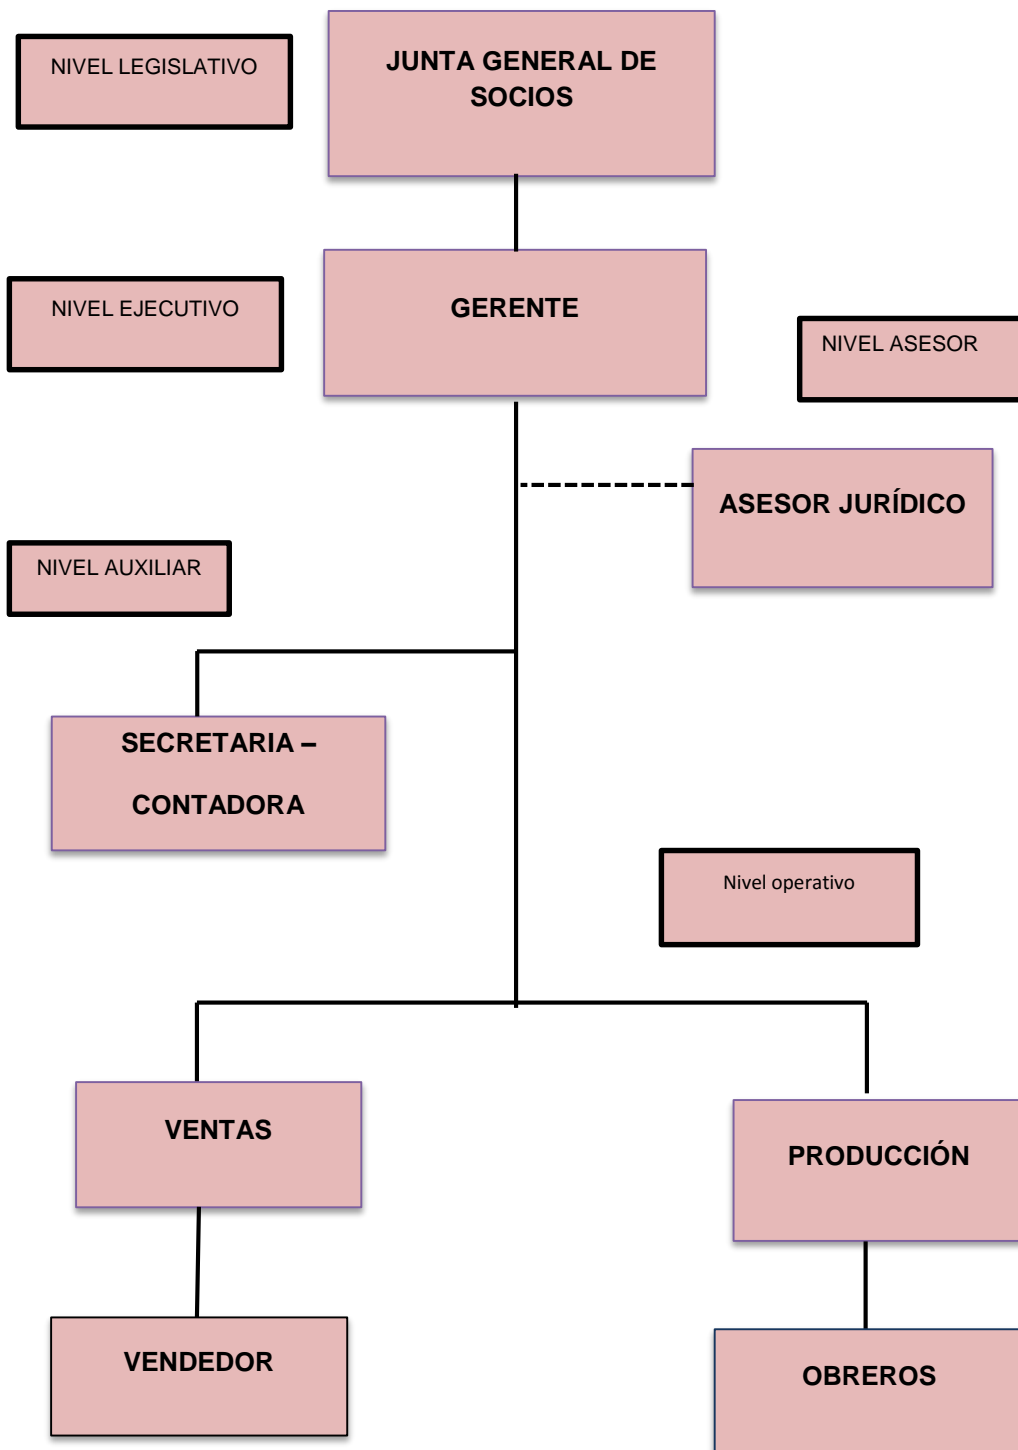 NIVEL LEGISLATIVO
JUNTA GENERAL DE
SOCIOS
NIVEL EJECUTIVO
GERENTE
NIVEL ASESOR
ASESOR JURÍDICO
NIVEL AUXILIAR
SECRETARIA –
CONTADORA
Nivel operativo
VENTAS
PRODUCCIÓN
VENDEDOR
OBREROS